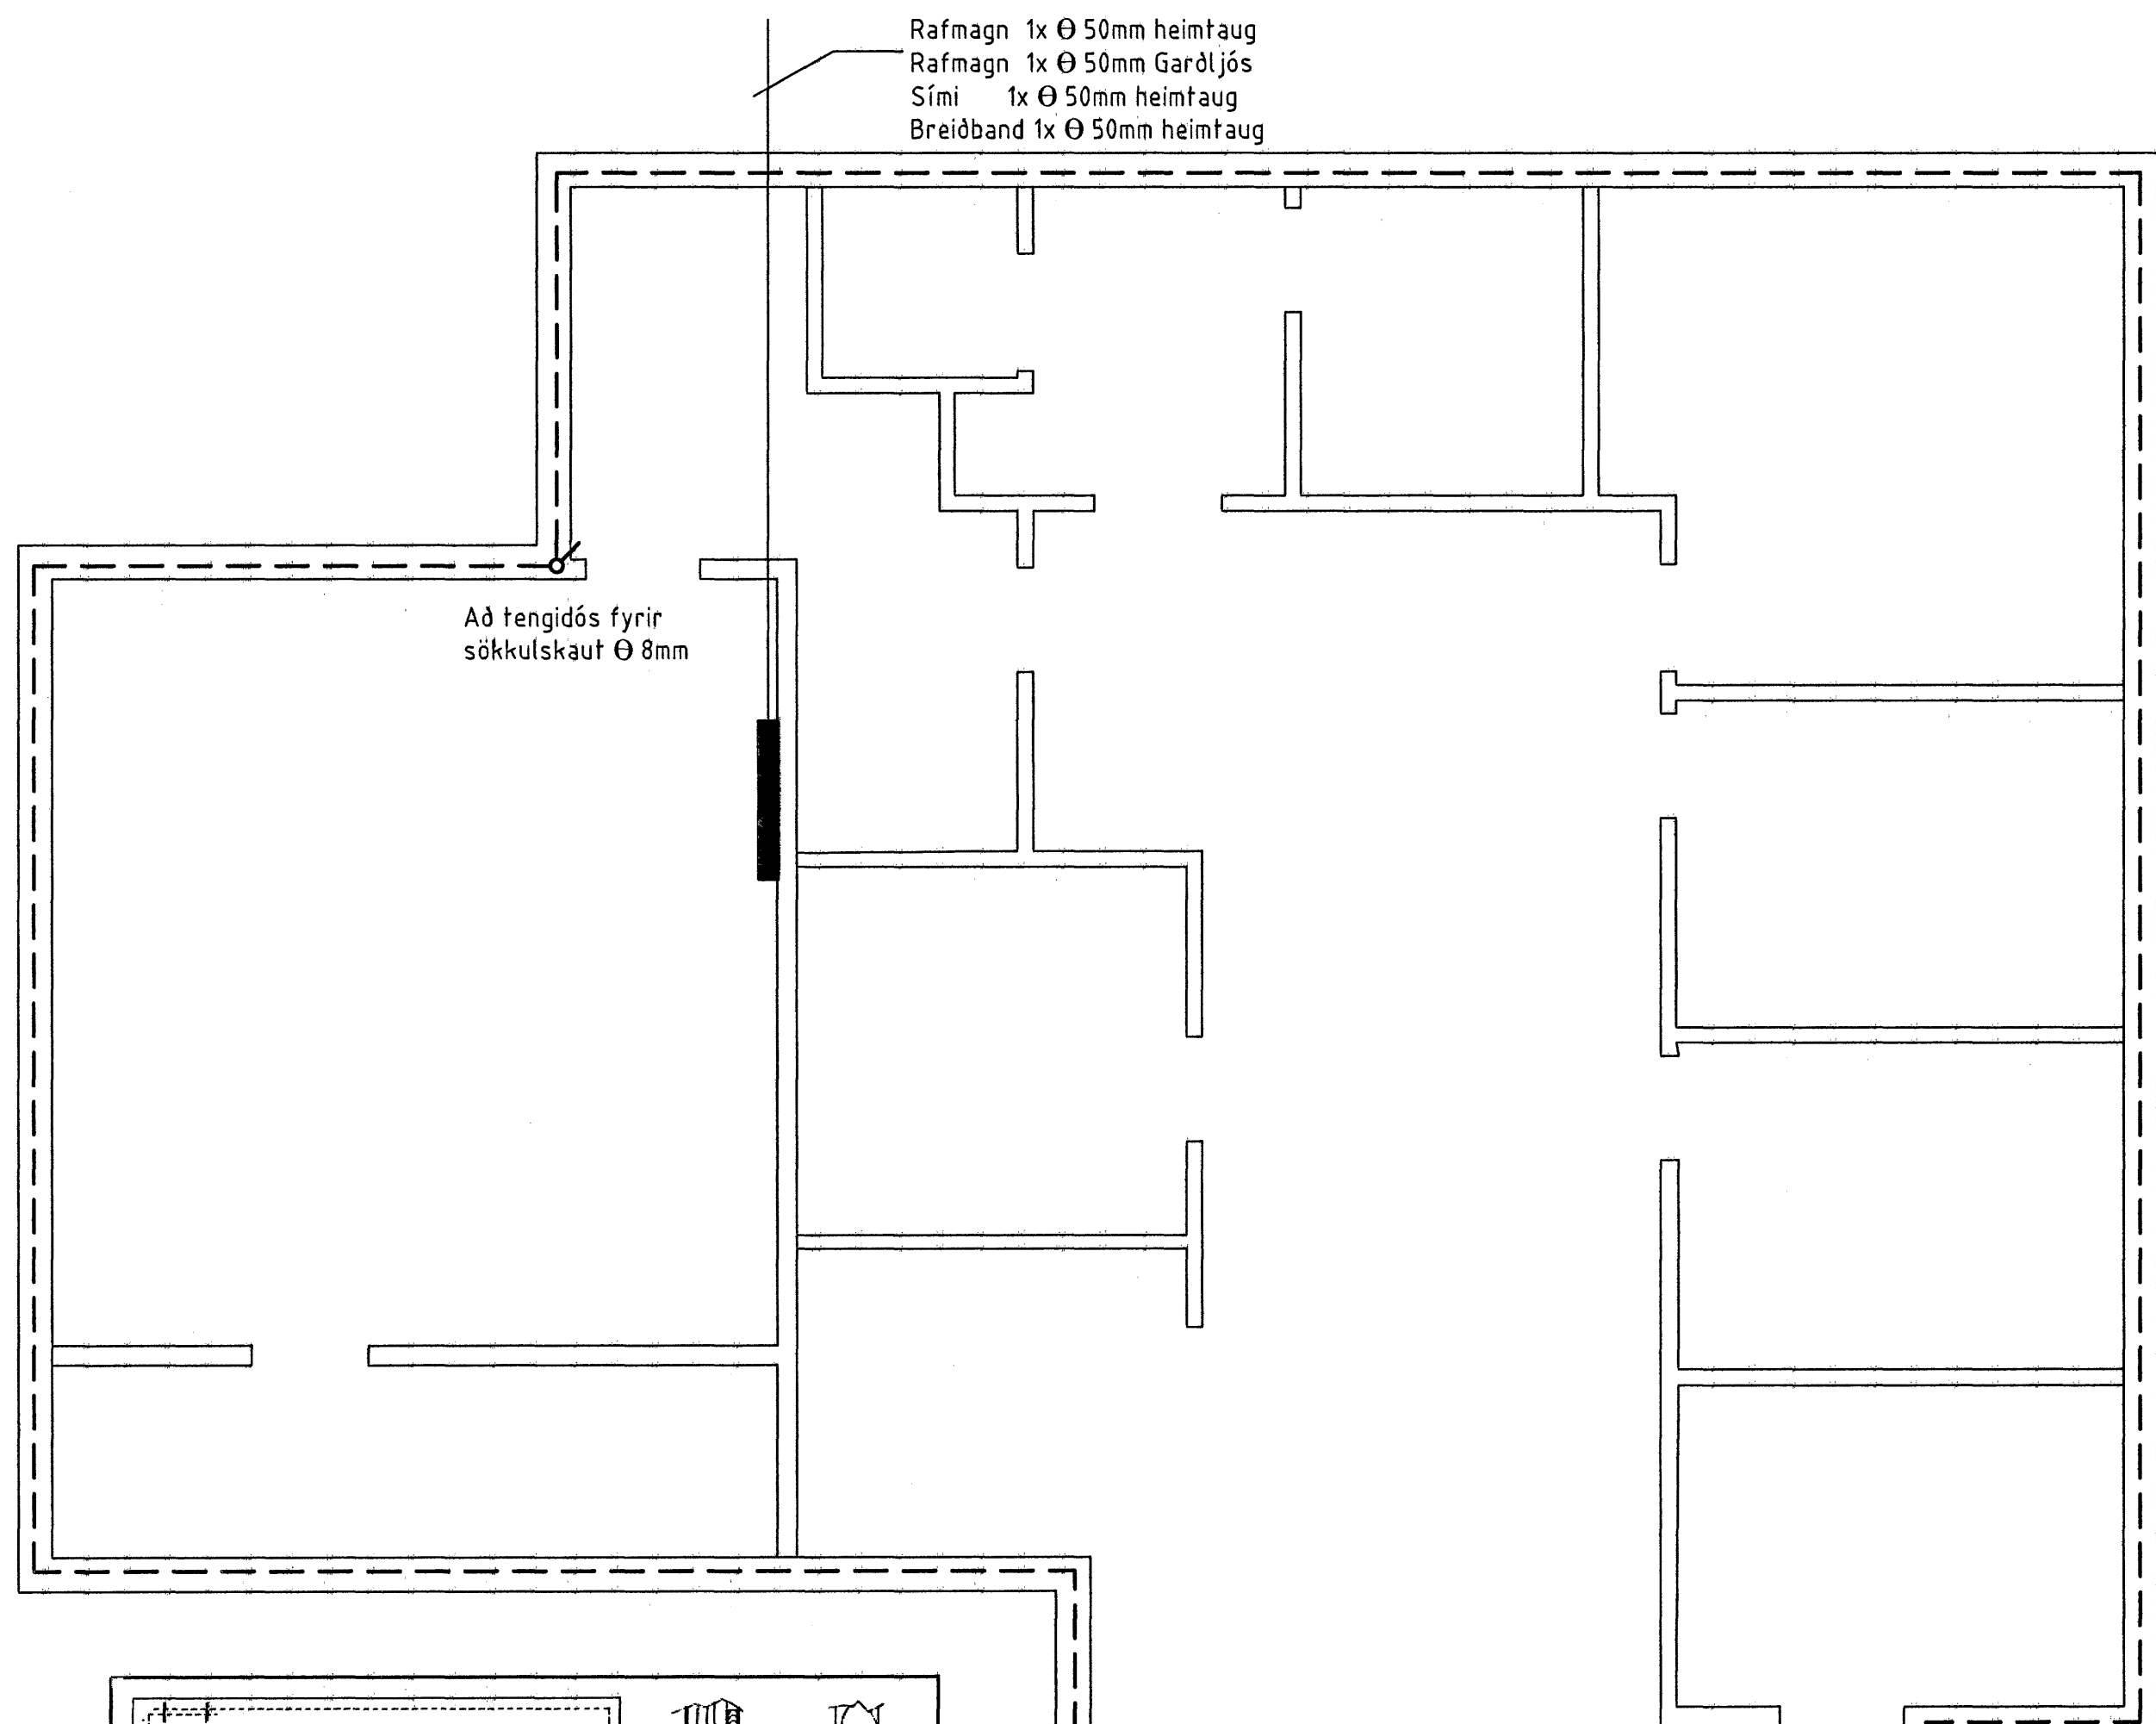 Rafmagn 1x Ꮎ 50mm heimtaug
Rafmagn 1x Ꮎ 50mm Garðljós
Sími 1x Ꮎ 50mm heimtaug
Breiðband 1x Ꮎ 50mm heimtaug
Að tengidós fyrir
sökkulskaut Ꮎ 8mm